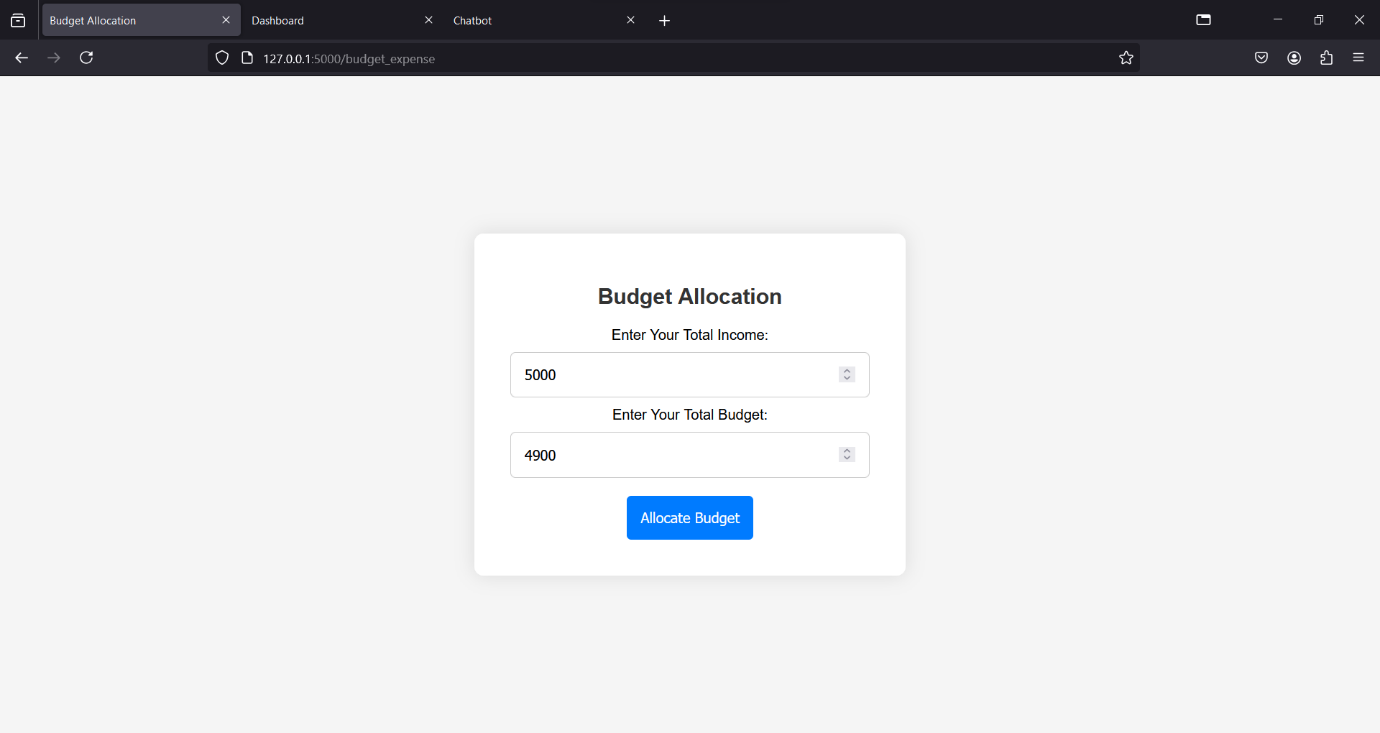 Budget Allocation
Dashboard
Chatbot
127.0.0.1:5000/budget_expense
Budget Allocation
Enter Your Total Income:
5000
Enter Your Total Budget:
4900
Allocate Budget